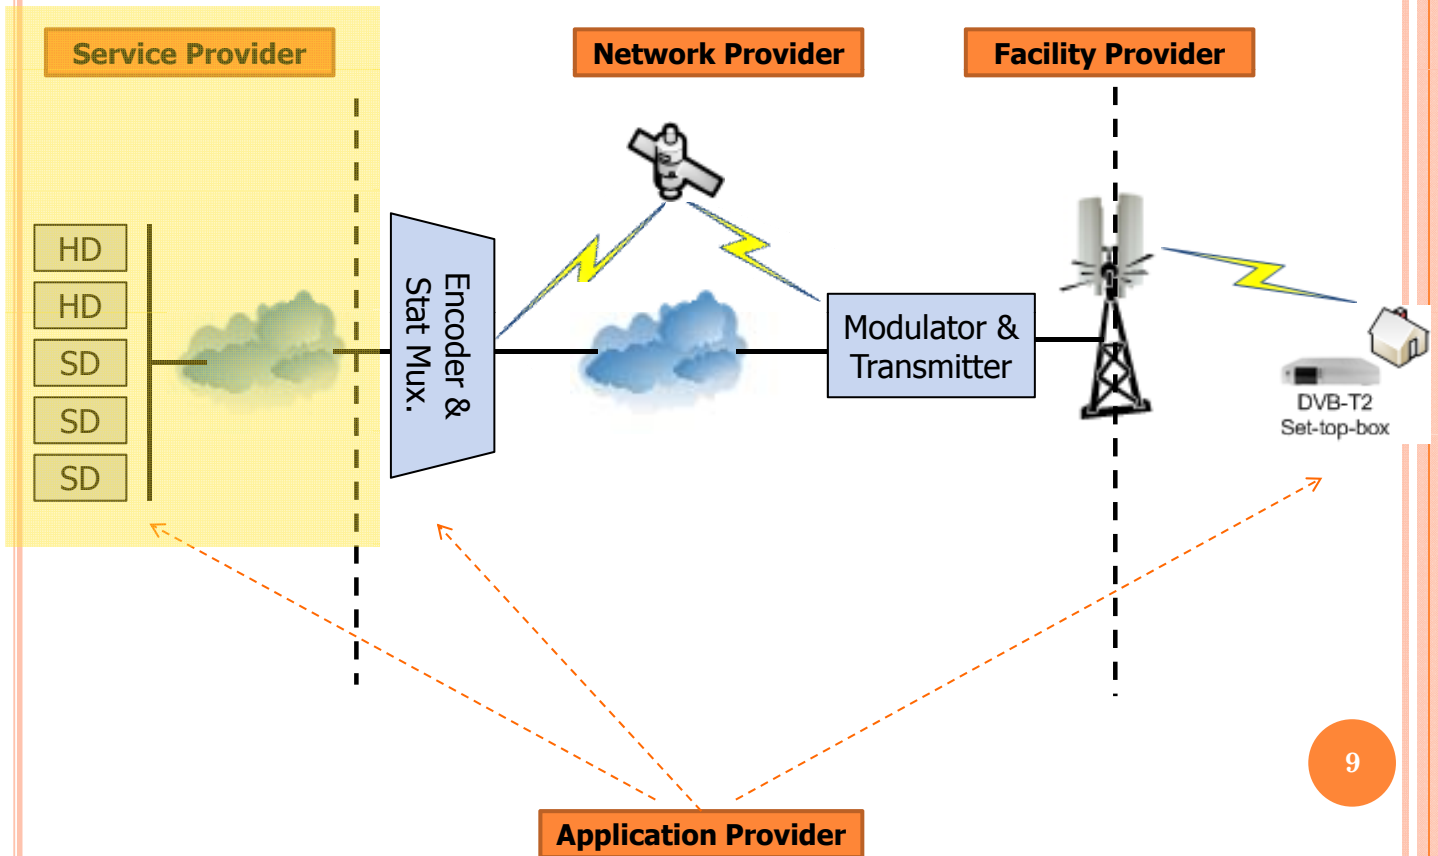 Service Provider
Network Provider
Facility Provider
HD
HD
SD
SD
SD
Encoder &
Stat Mux.
Modulator &
Transmitter
DVB-T2
Set-top-box
9
Application Provider